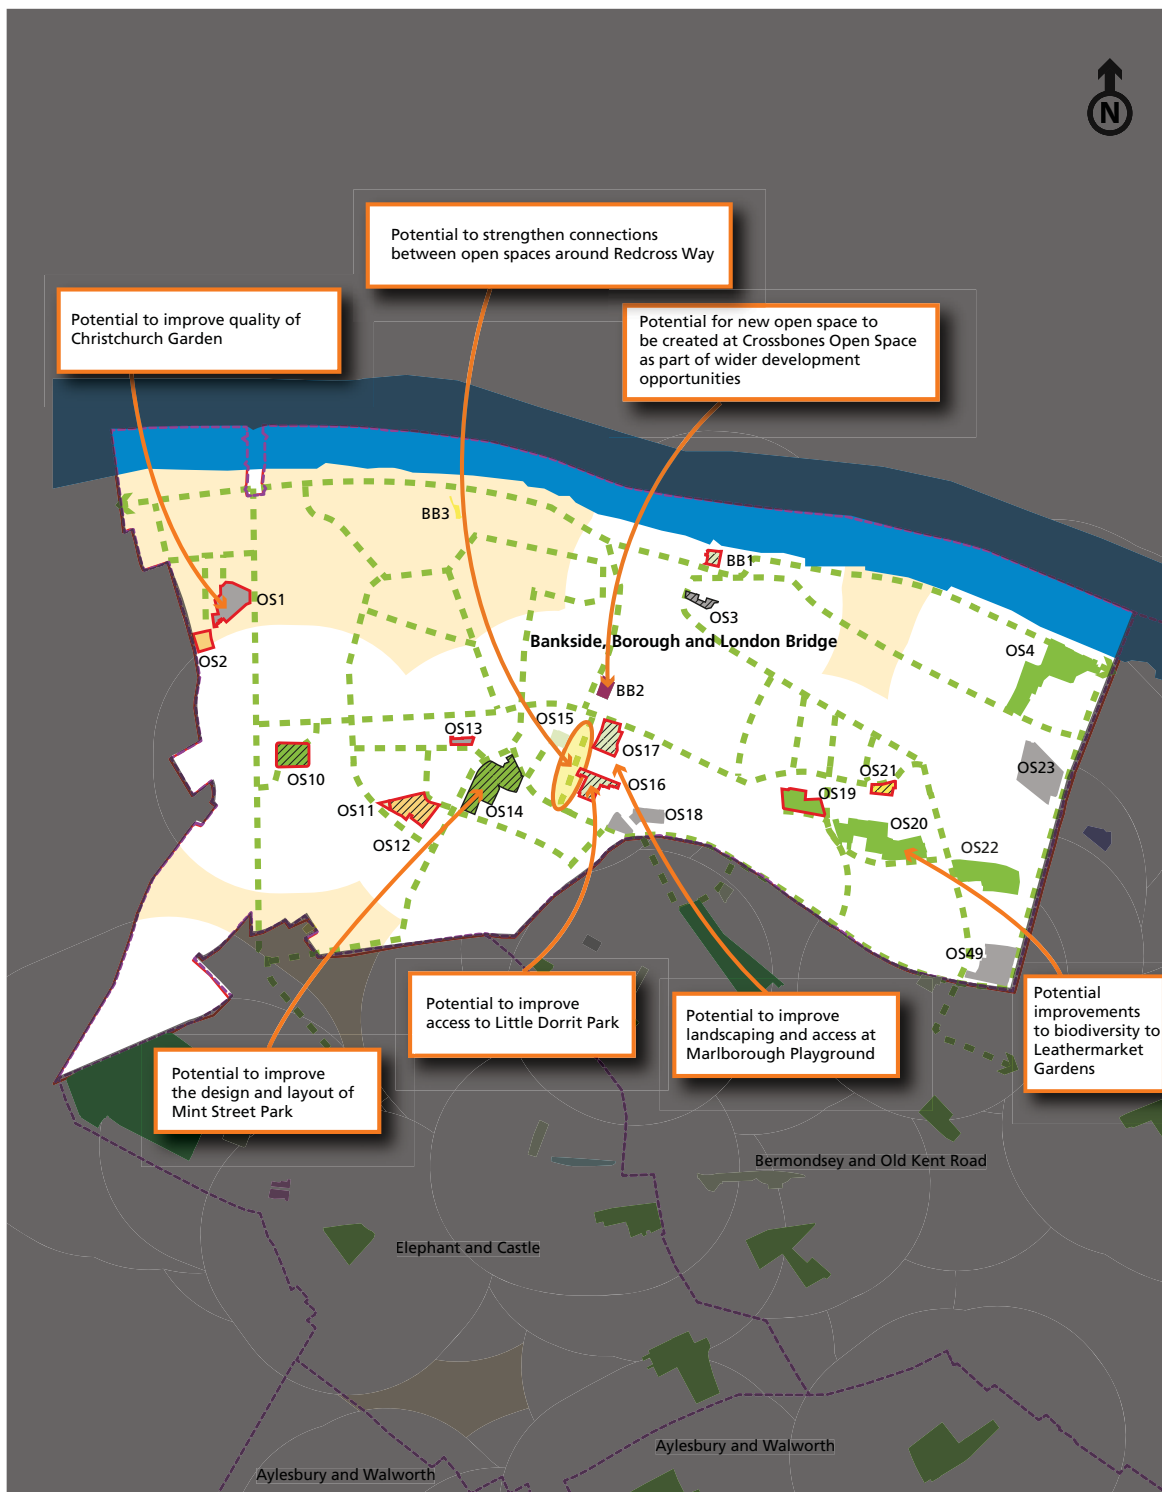 N
Potential to strengthen connections
between open spaces around Redcross Way
Potential to improve quality of
Christchurch Garden
Potential for new open space to
be created at Crossbones Open Space
as part of wider development
opportunities
BB3
BB1
OS1
OS3
Bankside, Borough and London Bridge
OS2
OS4
BB2
OS15
OS13
OS17
OS10
OS23
OS21
OS16
OS19
OS11
OS14
OS18
OS20
OS12
OS22
OS49
Potential to improve
access to Little Dorrit Park
Potential to improve
landscaping and access at
Marlborough Playground
Potential
improvements
to biodiversity to
Leathermarket
Gardens
Potential to improve
the design and layout of
Mint Street Park
Bermondsey and Old Kent Road
Elephant and Castle
Aylesbury and Walworth
Aylesbury and Walworth